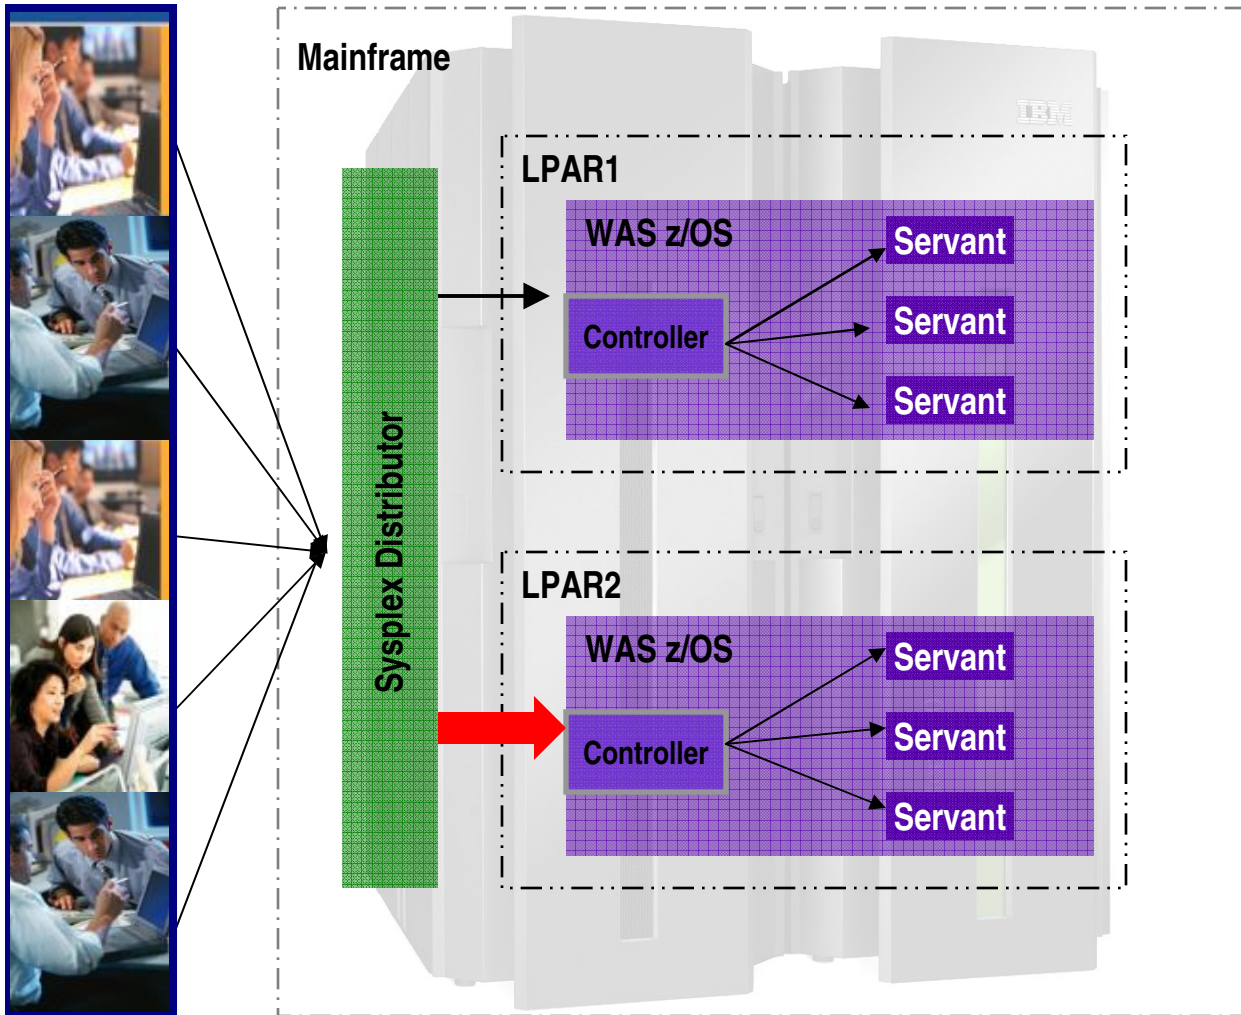 Mainframe
IBM
LPAR1
WAS z/OS
Servant
Servant
Controller
Servant
Sysplex Distributor
LPAR2
WAS z/OS
Servant
Servant
Controller
Servant